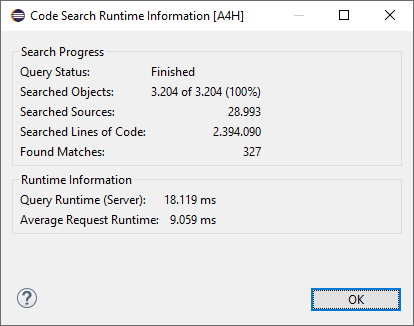 Code Search Runtime Information [A4H]
Search Progress
Query Status: Finished
Searched Objects: 3.204 of 3.204 (100%)
Searched Sources: 28.993
Searched Lines of Code: 2.394.090
Found Matches: 327
Runtime Information
Query Runtime (Server): 18.119 ms
Average Request Runtime: 9.059 ms
?
OK